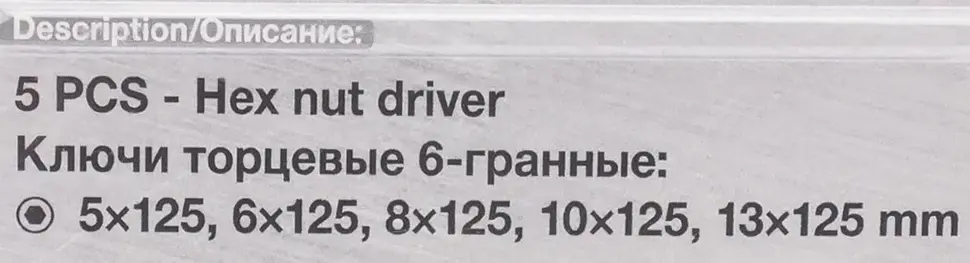 Description/Описание:
5 PCS - Hex nut driver
Ключи торцевые 6-гранные:
5×125, 6×125, 8×125, 10×125, 13×125 mm